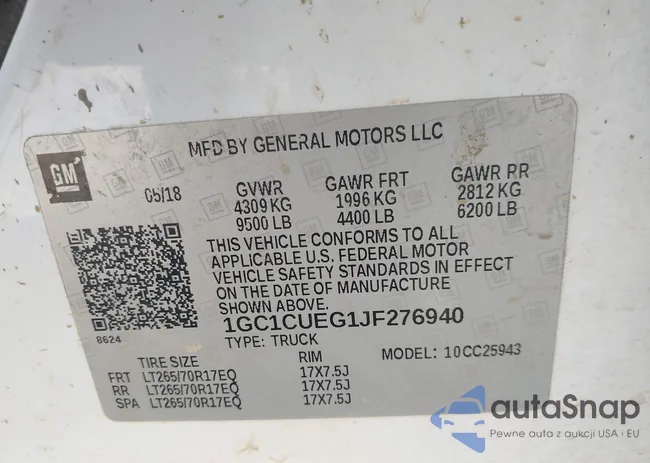 GM
MFD BY GENERAL MOTORS LLC
05/18 GVWR GAWR FRT GAWR RR
4309 KG 1996 KG 2812 KG
9500 LB 4400 LB 6200 LB
THIS VEHICLE CONFORMS TO ALL
APPLICABLE U.S. FEDERAL MOTOR
VEHICLE SAFETY STANDARDS IN EFFECT
ON THE DATE OF MANUFACTURE
SHOWN ABOVE.
8624
1GC1CUEG1JF276940
TYPE: TRUCK MODEL: 10CC25943
TIRE SIZE RIM
FRT LT265/70R17EQ 17X7.5J
RR LT265/70R17EQ 17X7.5J
SPA LT265/70R17EQ 17X7.5J
autaSnap
Pewne auta z aukcji USA i EU